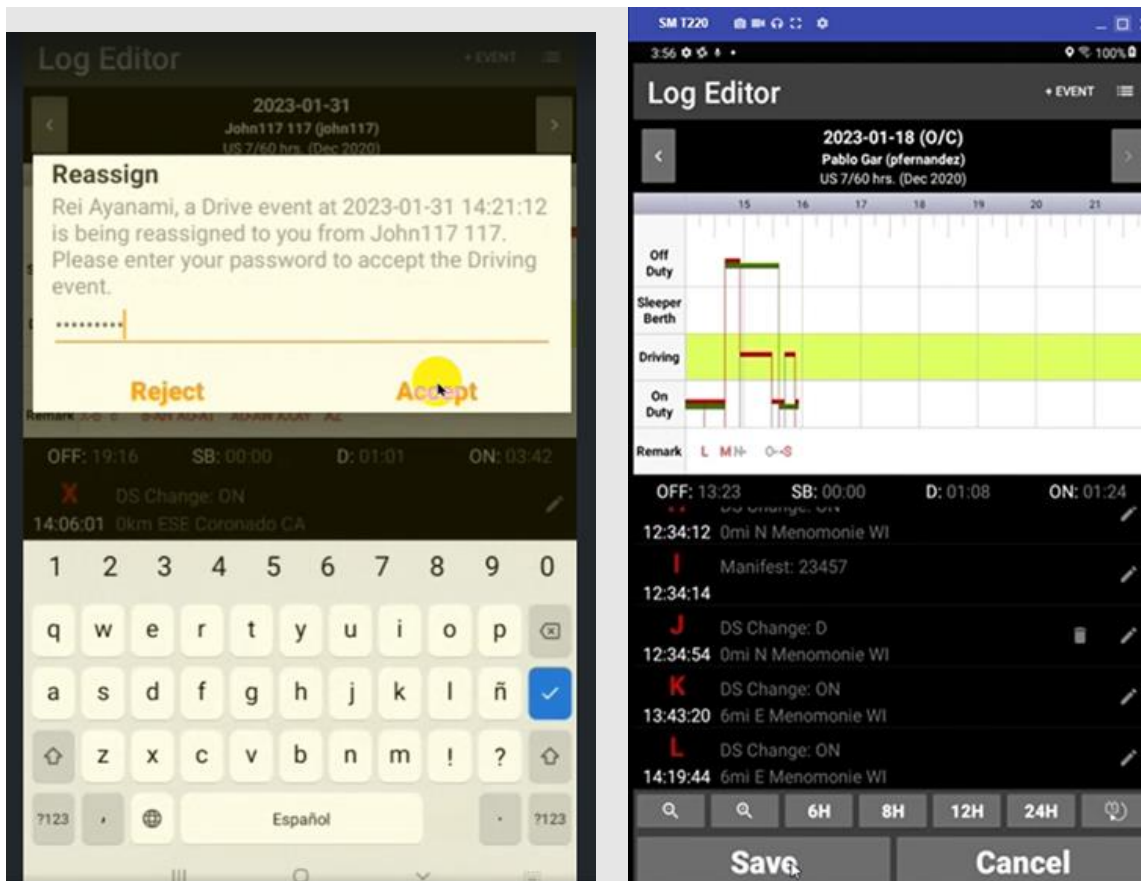 Log Editor
+ EVENT
2023-01-31
John117 117 (john117)
US 7/60 hrs. (Dec 2020)
Reassign
Rei Ayanami, a Drive event at 2023-01-31 14:21:12
is being reassigned to you from John117 117.
Please enter your password to accept the Driving
event.
•••••••••
Reject
Accept
Remark
OFF: 19:16 SB: 00:00 D: 01:01 ON: 03:42
X DS Change: ON
14:06:01 0km ESE Coronado CA
1 2 3 4 5 6 7 8 9 0
q w e r t y u i o p
a s d f g h j k l ñ
z x c v b n m ! ?
?123 , Español . ?123
SM T220
3:56
100%
Log Editor
+ EVENT
2023-01-18 (O/C)
Pablo Gar (pfernandez)
US 7/60 hrs. (Dec 2020)
15 16 17 18 19 20 21
Off
Duty
Sleeper
Berth
Driving
On
Duty
Remark L M N O S
OFF: 13:23 SB: 00:00 D: 01:08 ON: 01:24
DS Change: ON
12:34:12 0mi N Menomonie WI
I Manifest: 23457
12:34:14
J DS Change: D
12:34:54 0mi N Menomonie WI
K DS Change: ON
13:43:20 6mi E Menomonie WI
L DS Change: ON
14:19:44 6mi E Menomonie WI
6H 8H 12H 24H
Save Cancel